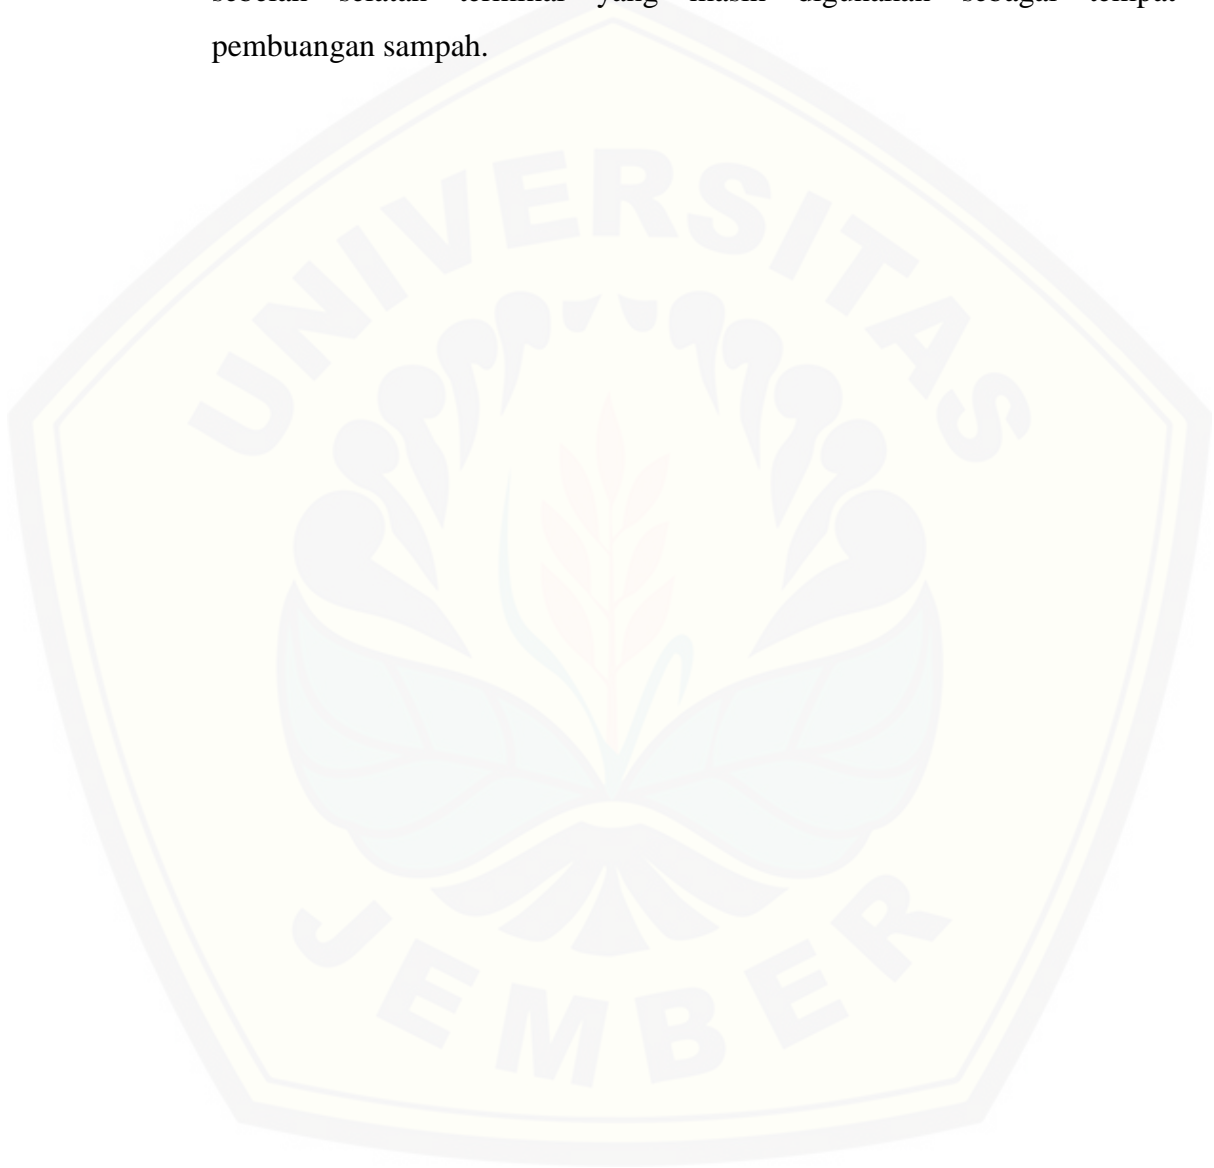 sebelah selatan terminal yang masih digunakan sebagai tempat
pembuangan sampah.
UNIVERSITAS
JEMBER